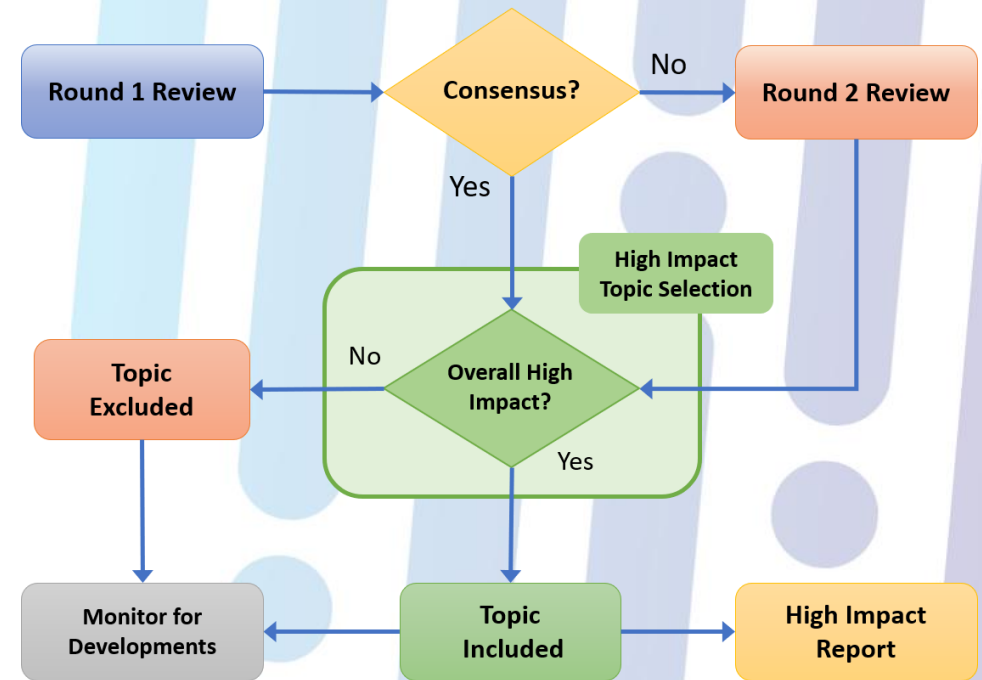 Round 1 Review
Consensus?
No
Round 2 Review
Yes
High Impact
Topic Selection
No
Overall High
Impact?
Topic
Excluded
Yes
Monitor for
Developments
Topic
Included
High Impact
Report